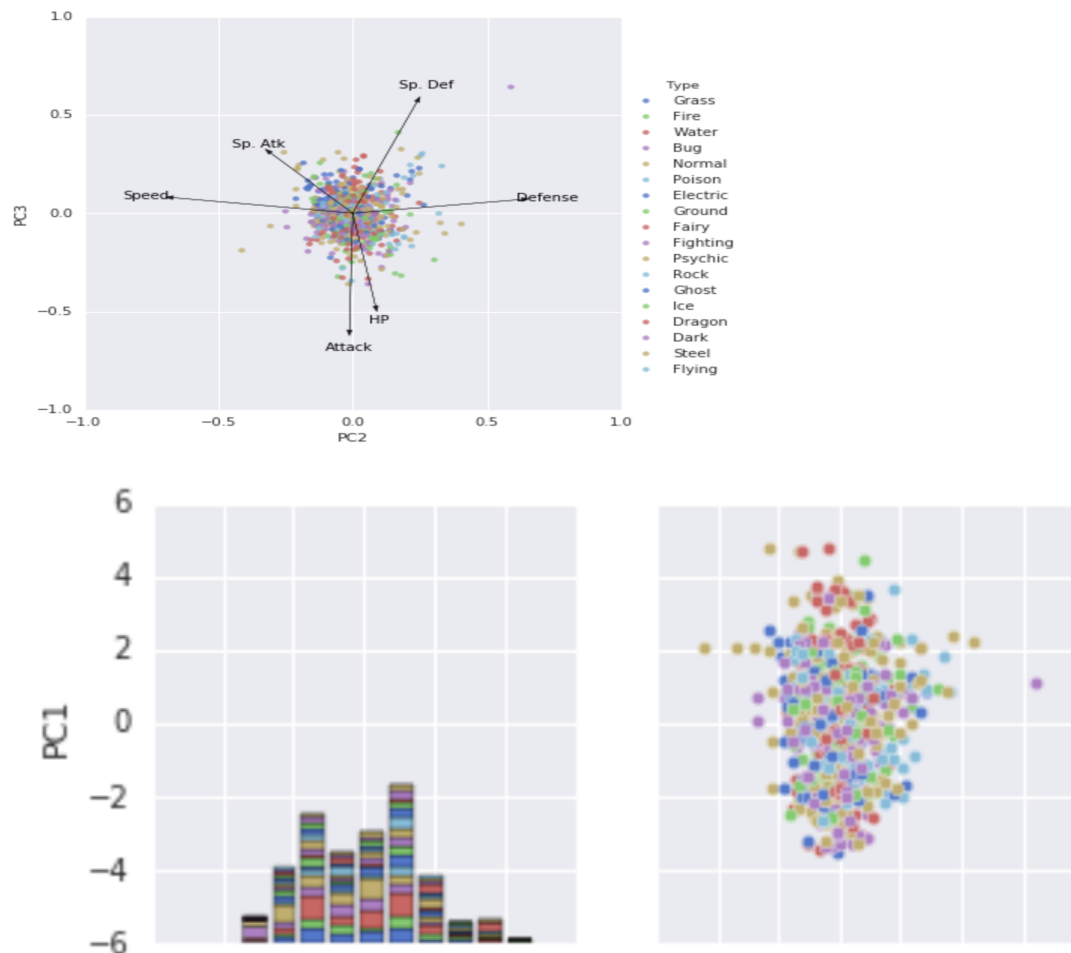 1.0
0.5
0.0
−0.5
−1.0
PC3
Sp. Def
Sp. Atk
Speed
Defense
HP
Attack
−1.0 −0.5 0.0 0.5 1.0
PC2
Type
Grass
Fire
Water
Bug
Normal
Poison
Electric
Ground
Fairy
Fighting
Psychic
Rock
Ghost
Ice
Dragon
Dark
Steel
Flying
6
4
2
0
−2
−4
−6
PC1